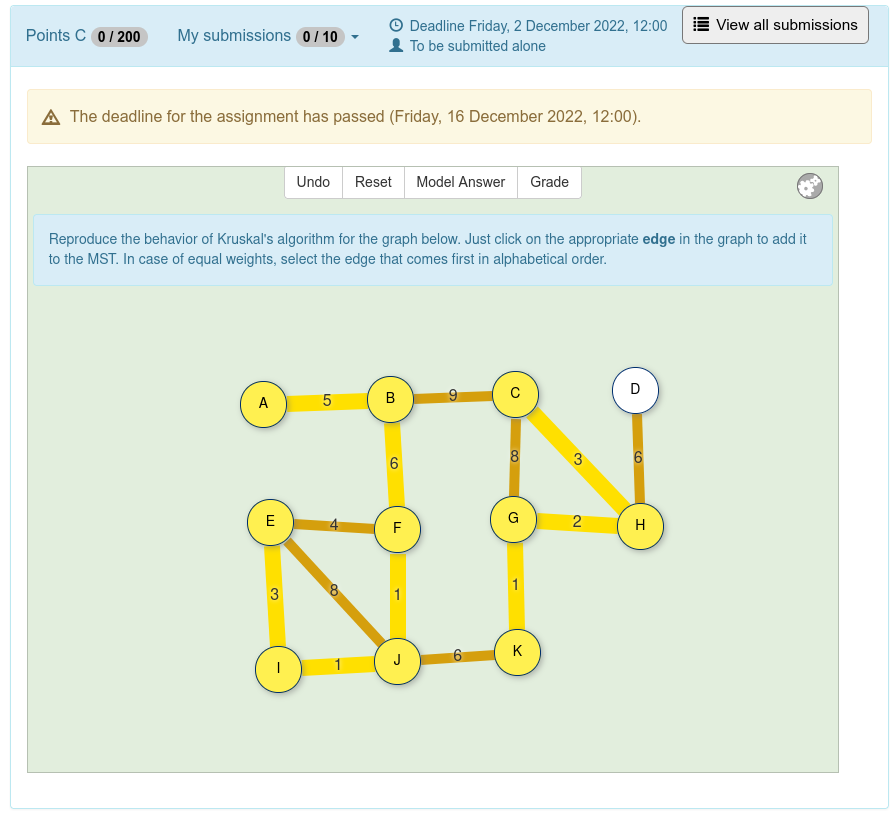 Points C 0 / 200 My submissions 0 / 10
Deadline Friday, 2 December 2022, 12:00
To be submitted alone
View all submissions
The deadline for the assignment has passed (Friday, 16 December 2022, 12:00).
Undo Reset Model Answer Grade
Reproduce the behavior of Kruskal's algorithm for the graph below. Just click on the appropriate edge in the graph to add it
to the MST. In case of equal weights, select the edge that comes first in alphabetical order.
A 5 B 9 C D
6 8 3 6
E 4 F G 2 H
3 8 1 1
I 1 J 6 K